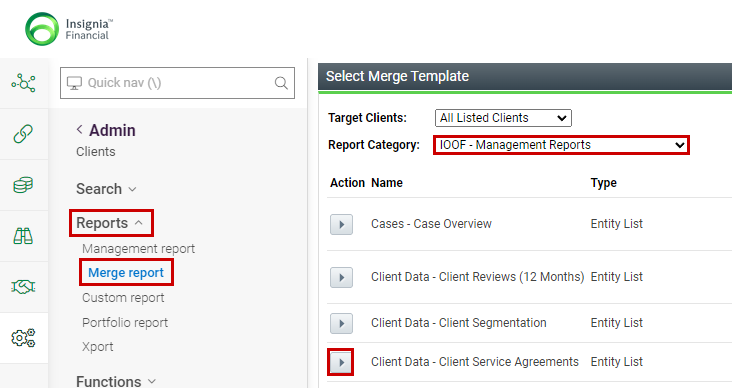 Insignia™
Financial
Quick nav (\)
Admin
Clients
Search
Reports
Management report
Merge report
Custom report
Portfolio report
Xport
Functions
Select Merge Template
Target Clients: All Listed Clients
Report Category: IOOF - Management Reports
Action Name Type
Cases - Case Overview Entity List
Client Data - Client Reviews (12 Months) Entity List
Client Data - Client Segmentation Entity List
Client Data - Client Service Agreements Entity List